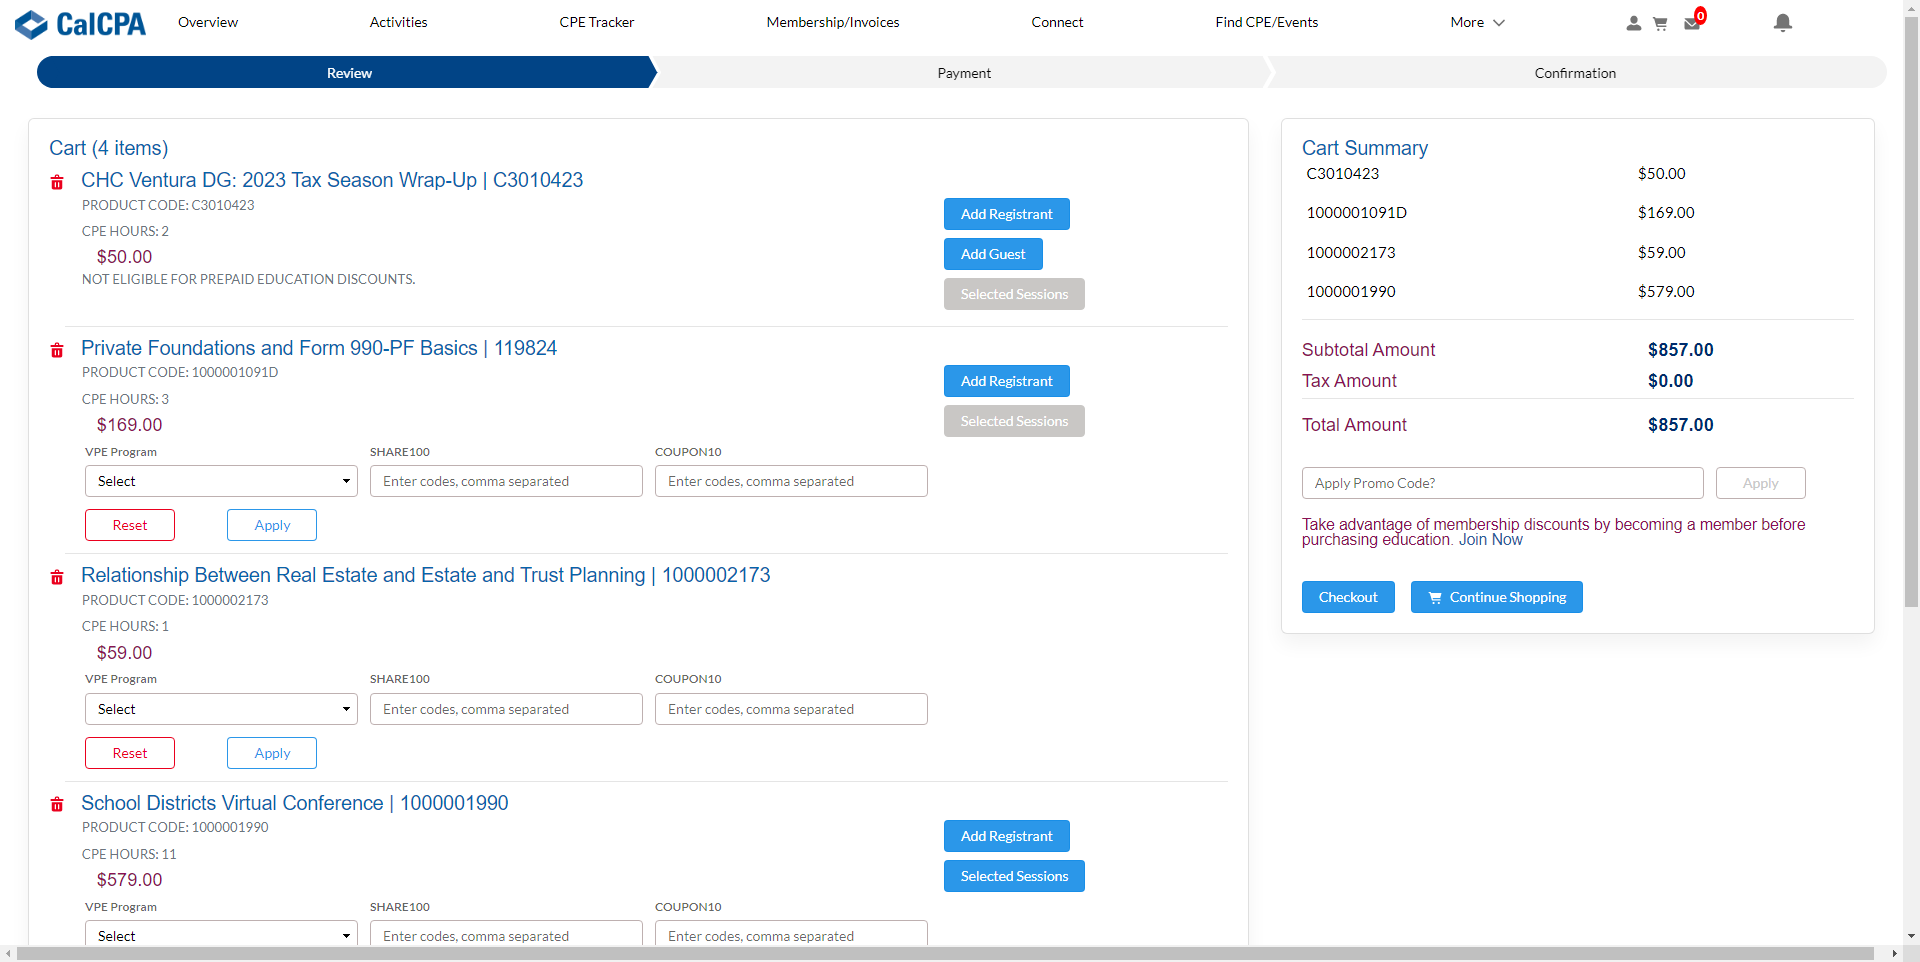 CalCPA
Overview
Activities
CPE Tracker
Membership/Invoices
Connect
Find CPE/Events
More
0
Review
Payment
Confirmation
Cart (4 items)
CHC Ventura DG: 2023 Tax Season Wrap-Up | C3010423
PRODUCT CODE: C3010423
CPE HOURS: 2
$50.00
NOT ELIGIBLE FOR PREPAID EDUCATION DISCOUNTS.
Add Registrant
Add Guest
Selected Sessions
Private Foundations and Form 990-PF Basics | 119824
PRODUCT CODE: 1000001091D
CPE HOURS: 3
$169.00
Add Registrant
Selected Sessions
VPE Program
SHARE100
COUPON10
Select
Enter codes, comma separated
Enter codes, comma separated
Reset
Apply
Relationship Between Real Estate and Estate and Trust Planning | 1000002173
PRODUCT CODE: 1000002173
CPE HOURS: 1
$59.00
VPE Program
SHARE100
COUPON10
Select
Enter codes, comma separated
Enter codes, comma separated
Reset
Apply
School Districts Virtual Conference | 1000001990
PRODUCT CODE: 1000001990
CPE HOURS: 11
$579.00
Add Registrant
Selected Sessions
VPE Program
SHARE100
COUPON10
Select
Enter codes, comma separated
Enter codes, comma separated
Cart Summary
C3010423 $50.00
1000001091D $169.00
1000002173 $59.00
1000001990 $579.00
Subtotal Amount $857.00
Tax Amount $0.00
Total Amount $857.00
Apply Promo Code?
Apply
Take advantage of membership discounts by becoming a member before
purchasing education. Join Now
Checkout
Continue Shopping